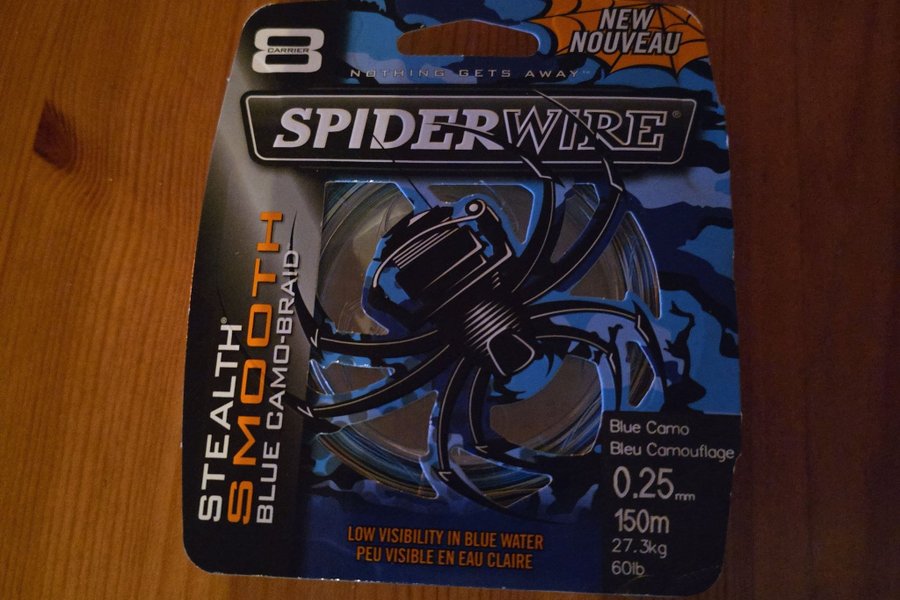 8
CARRIER
NEW
NOUVEAU
NOTHING GETS AWAY™
SPIDERWIRE®
STEALTH®
SMOOTH
BLUE CAMO-BRAID
Blue Camo
Bleu Camouflage
0.25mm
150m
27.3kg
60lb
LOW VISIBILITY IN BLUE WATER
PEU VISIBLE EN EAU CLAIRE